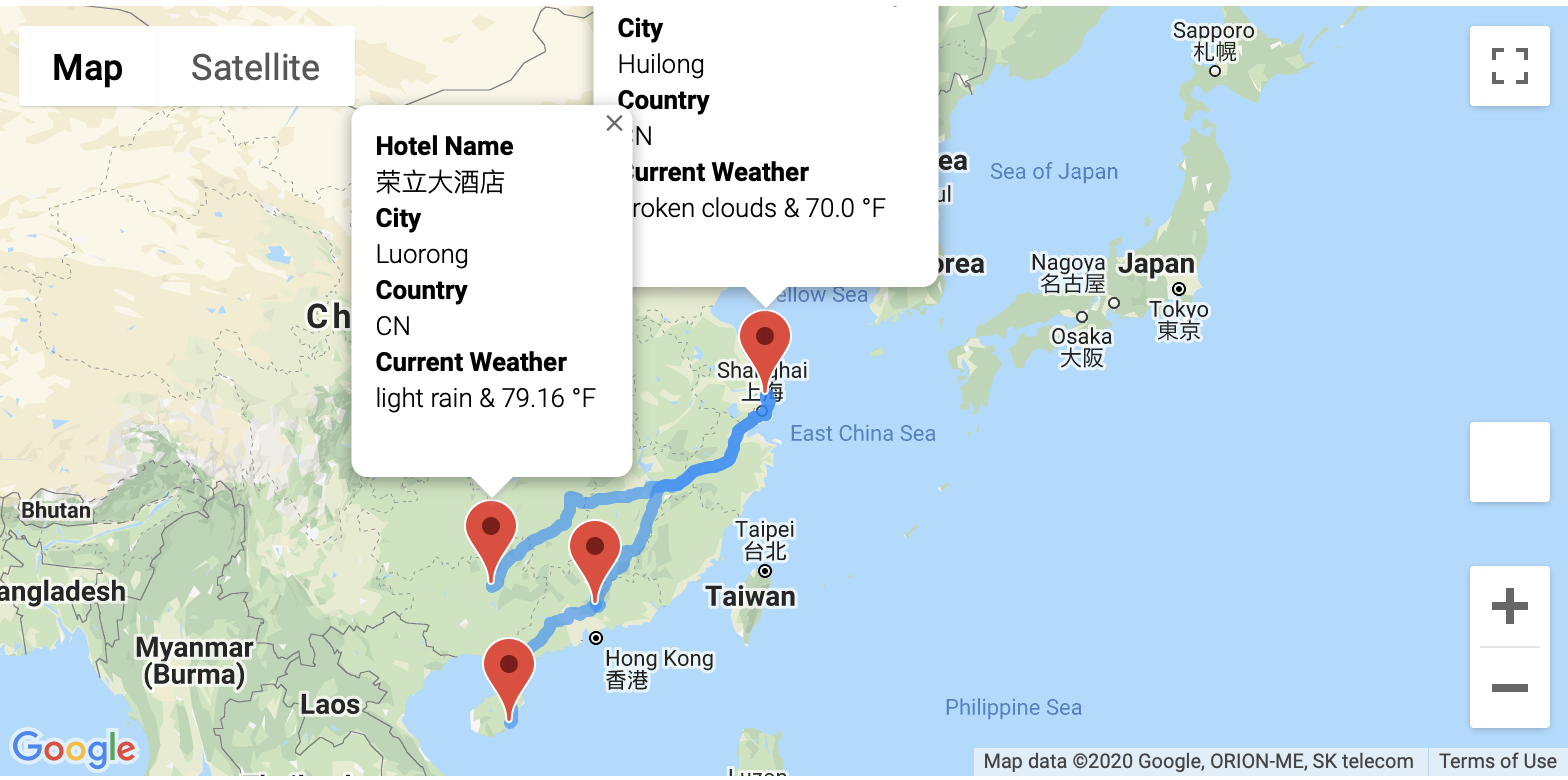 Map
Satellite
City
Huilong
Country
N
urrent Weather
roken clouds & 70.0 °F
Hotel Name
荣立大酒店
City
Luorong
Country
CN
Current Weather
light rain & 79.16 °F
Sapporo
札幌
Sea of Japan
ea
ul
orea
Nagoya
名古屋
Japan
Tokyo
東京
Osaka
大阪
Ch
ellow Sea
Shanghai
上海
East China Sea
Bhutan
angladesh
Taipei
台北
Taiwan
Myanmar
(Burma)
Hong Kong
香港
Laos
Philippine Sea
Google
Map data ©2020 Google, ORION-ME, SK telecom
Terms of Use